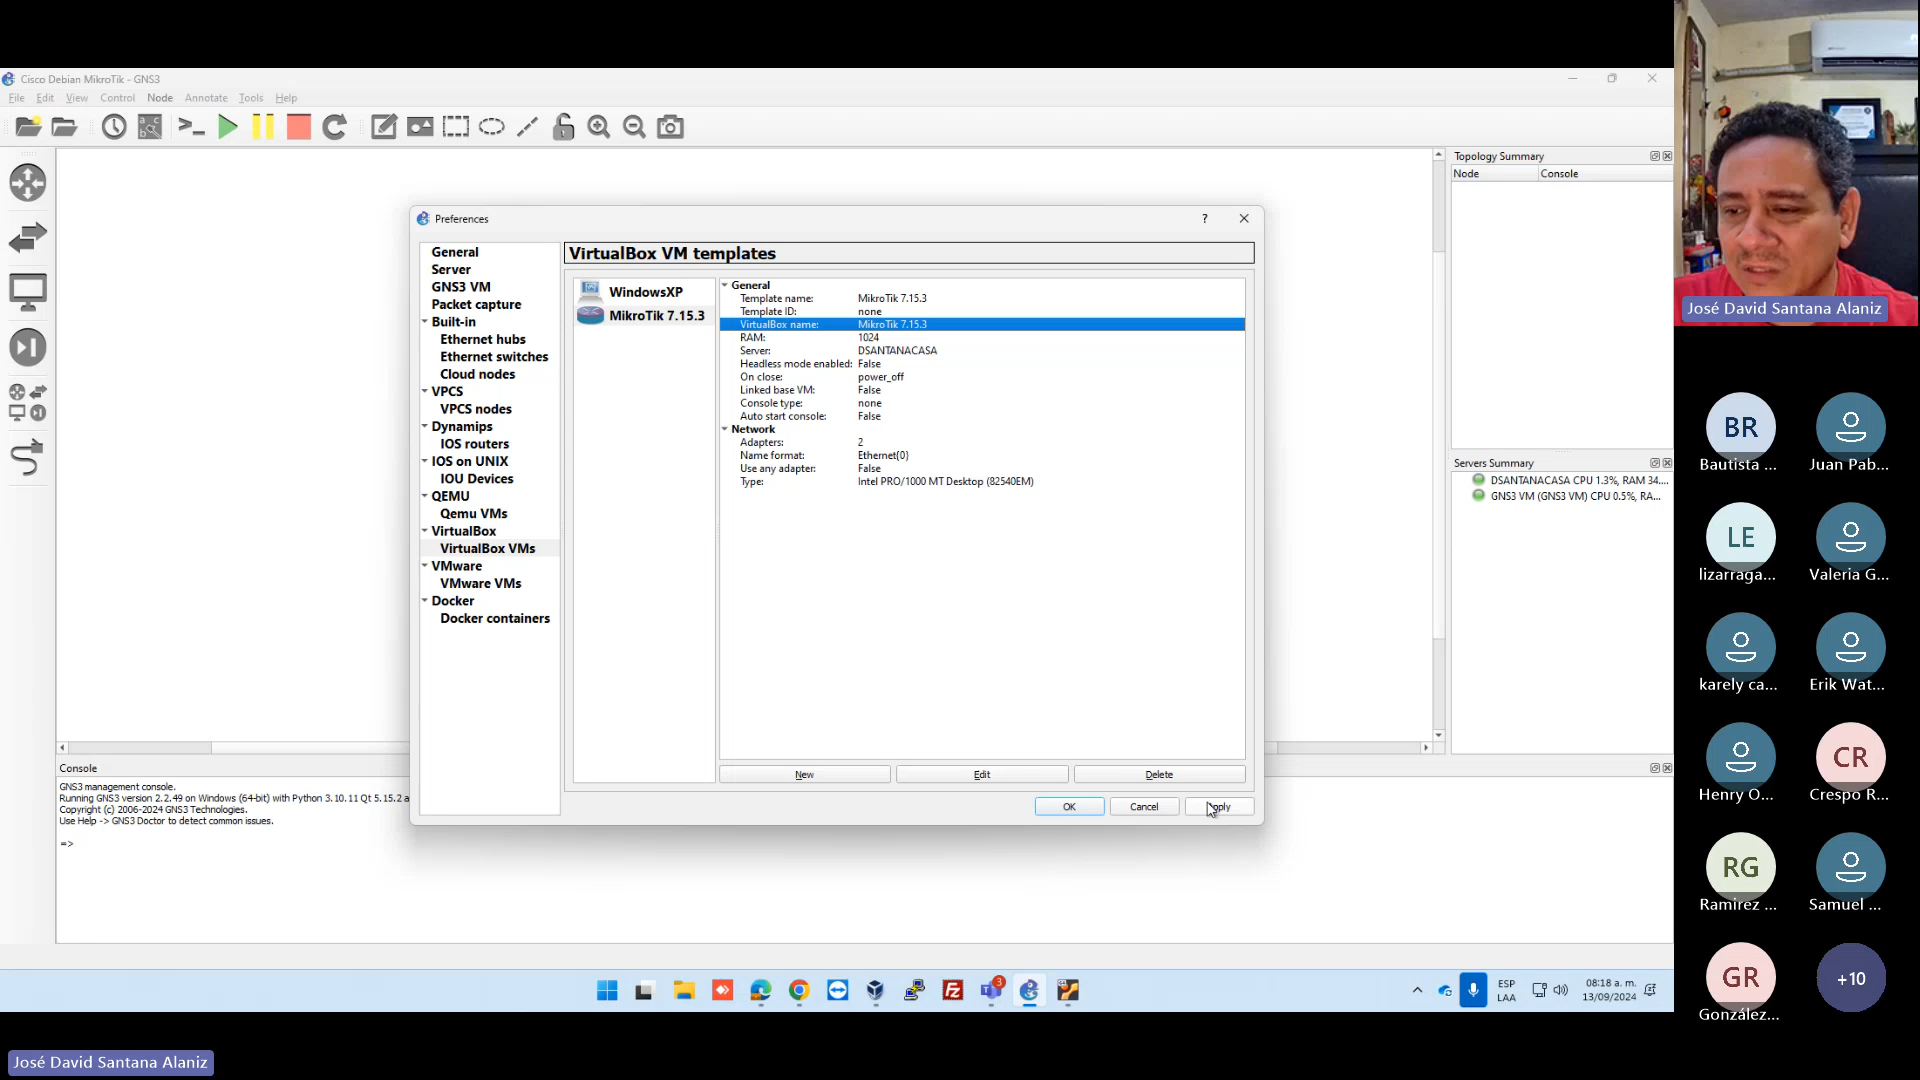 Cisco Debian MikroTik - GNS3
File Edit View Control Node Annotate Tools Help
Topology Summary
Node Console
Preferences
?
General
Server
GNS3 VM
Packet capture
Built-in
Ethernet hubs
Ethernet switches
Cloud nodes
VPCS
VPCS nodes
Dynamips
IOS routers
IOS on UNIX
IOU Devices
QEMU
Qemu VMs
VirtualBox
VirtualBox VMs
VMware
VMware VMs
Docker
Docker containers
VirtualBox VM templates
WindowsXP
MikroTik 7.15.3
General
Template name: MikroTik 7.15.3
Template ID: none
VirtualBox name: MikroTik 7.15.3
RAM: 1024
Server: DSANTANACASA
Headless mode enabled: False
On close: power_off
Linked base VM: False
Console type: none
Auto start console: False
Network
Adapters: 2
Name format: Ethernet{0}
Use any adapter: False
Type: Intel PRO/1000 MT Desktop (82540EM)
New Edit Delete
OK Cancel Apply
Servers Summary
DSANTANACASA CPU 1.3%, RAM 34....
GNS3 VM (GNS3 VM) CPU 0.5%, RA...
Console
GNS3 management console.
Running GNS3 version 2.2.49 on Windows (64-bit) with Python 3.10.11 Qt 5.15.2 a
Copyright (c) 2006-2024 GNS3 Technologies.
Use Help -> GNS3 Doctor to detect common issues.
=>
3
ESP
LAA
08:18 a. m.
13/09/2024
José David Santana Alaniz
BR
Bautista ...
Juan Pab...
LE
lizarraga...
Valeria G...
karely ca...
Erik Wat...
Henry O...
CR
Crespo R...
RG
Ramirez ...
Samuel ...
GR
González...
+10
José David Santana Alaniz